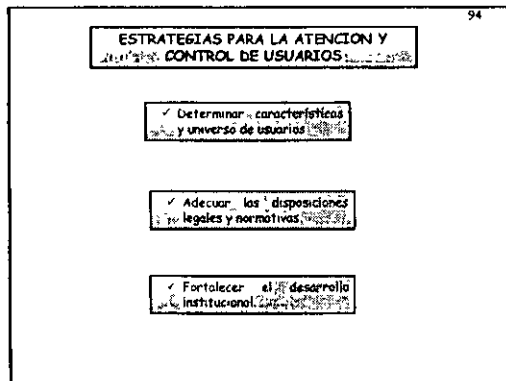 94
ESTRATEGIAS PARA LA ATENCION Y
CONTROL DE USUARIOS
✓ Determinar características
y universo de usuarios
✓ Adecuar las disposiciones
legales y normativas.
✓ Fortalecer el desarrollo
institucional.